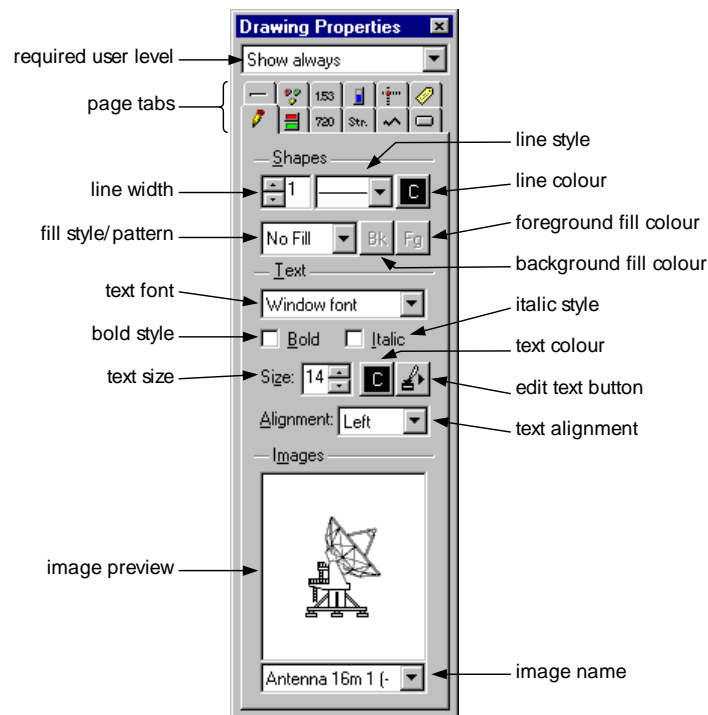 Drawing Properties
required user level
Show always
page tabs
1.53
720
Str.
line style
Shapes
line width
1
C
line colour
fill style/pattern
No Fill
Bk
Fg
foreground fill colour
background fill colour
Text
text font
Window font
italic style
bold style
Bold
Italic
text colour
text size
Size:
14
C
edit text button
Alignment:
Left
text alignment
Images
image preview
Antenna 16m 1 (-
image name